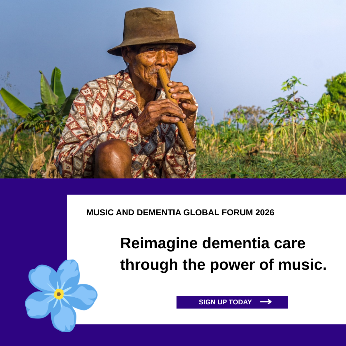 MUSIC AND DEMENTIA GLOBAL FORUM 2026
Reimagine dementia care
through the power of music.
SIGN UP TODAY